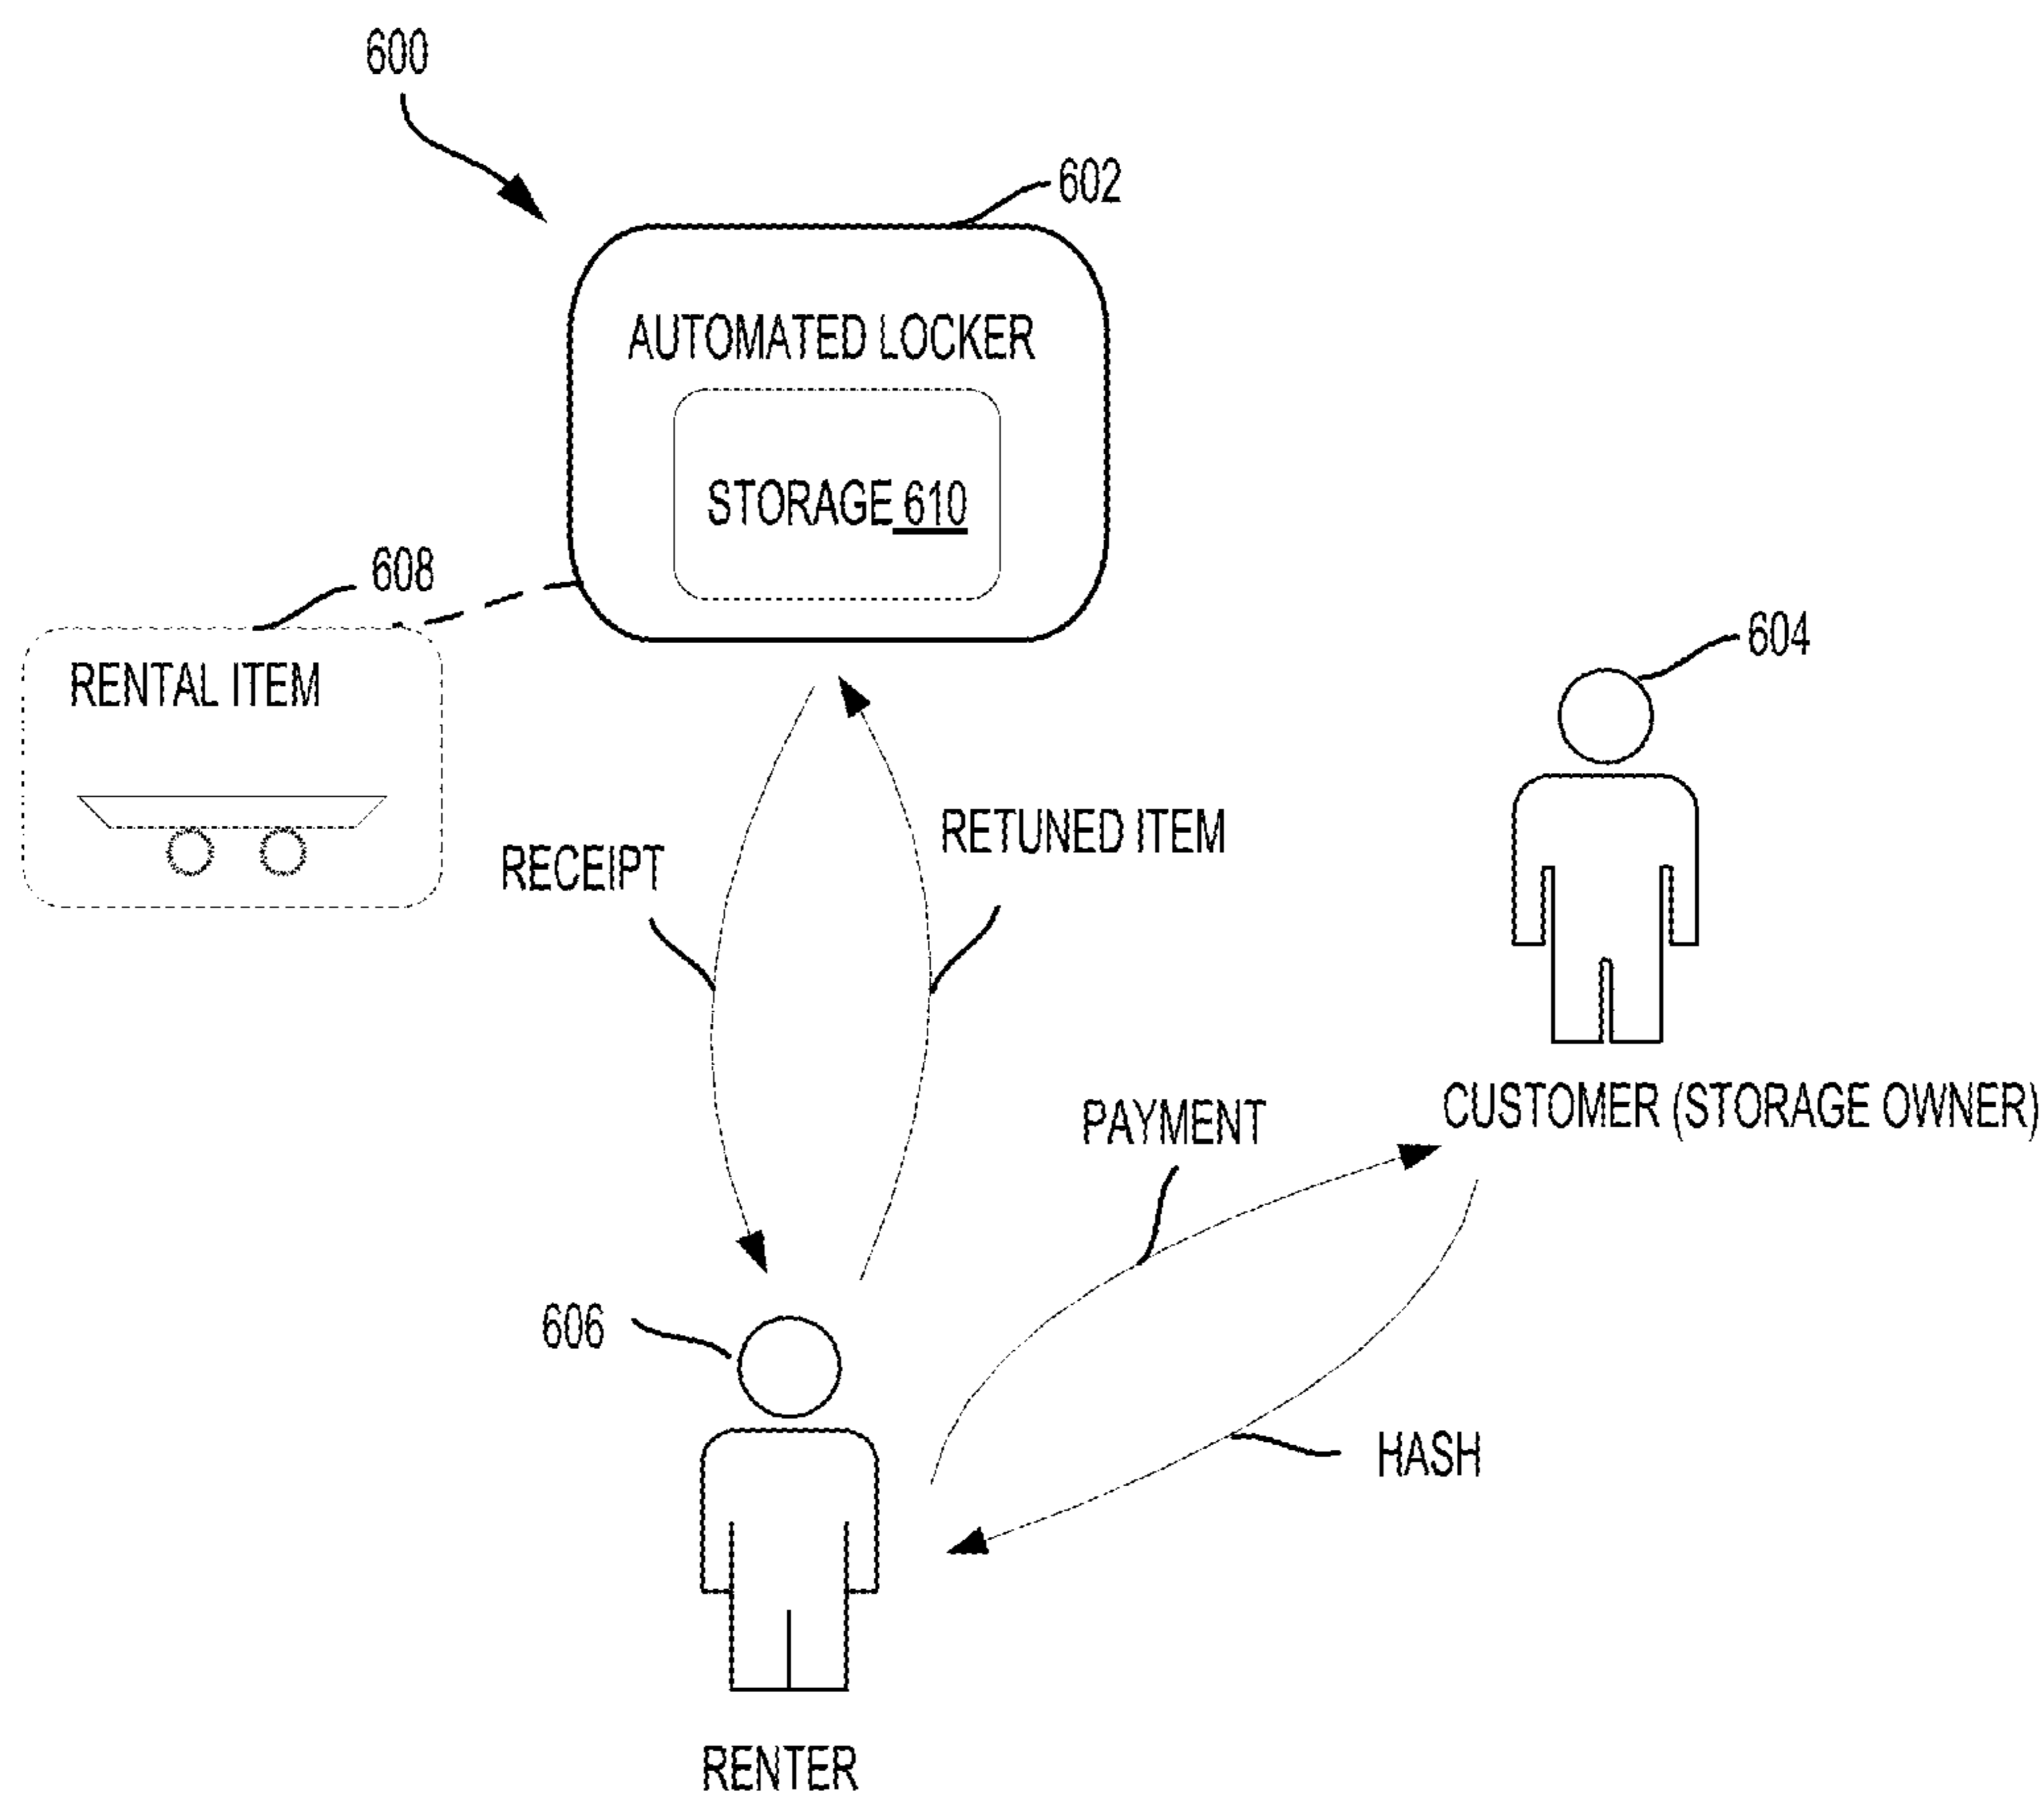 600
602
AUTOMATED LOCKER
STORAGE 610
608
RENTAL ITEM
604
RETUNED ITEM
RECEIPT
CUSTOMER (STORAGE OWNER)
PAYMENT
606
HASH
RENTER